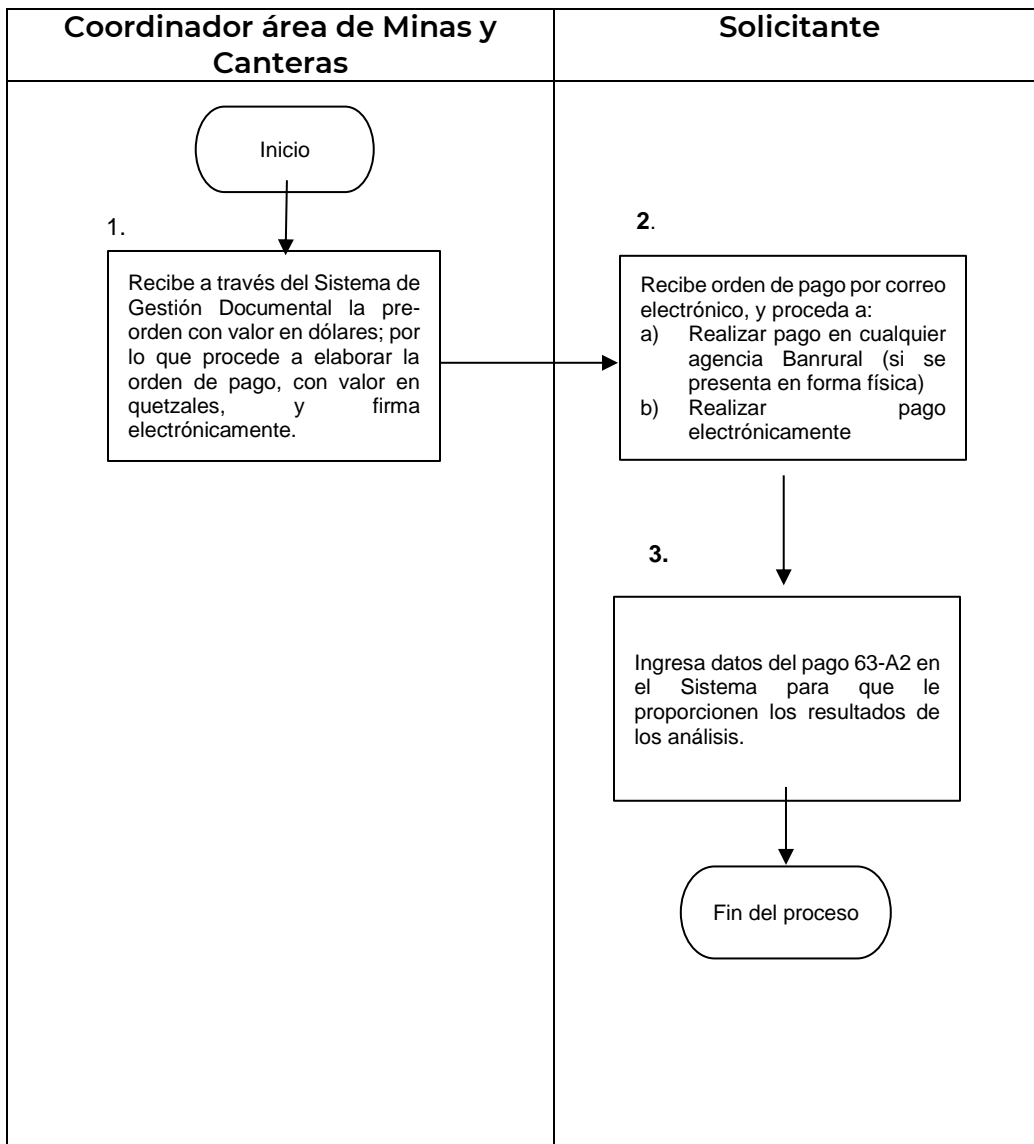 Coordinador área de Minas y
Canteras
Solicitante
Inicio
1.
Recibe a través del Sistema de
Gestión Documental la pre-
orden con valor en dólares; por
lo que procede a elaborar la
orden de pago, con valor en
quetzales, y firma
electrónicamente.
2.
Recibe orden de pago por correo
electrónico, y proceda a:
a) Realizar pago en cualquier
agencia Banrural (si se
presenta en forma física)
b) Realizar pago
electrónicamente
3.
Ingresa datos del pago 63-A2 en
el Sistema para que le
proporcionen los resultados de
los análisis.
Fin del proceso